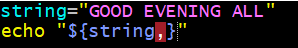 string="GOOD EVENING ALL"
echo "${string,}"